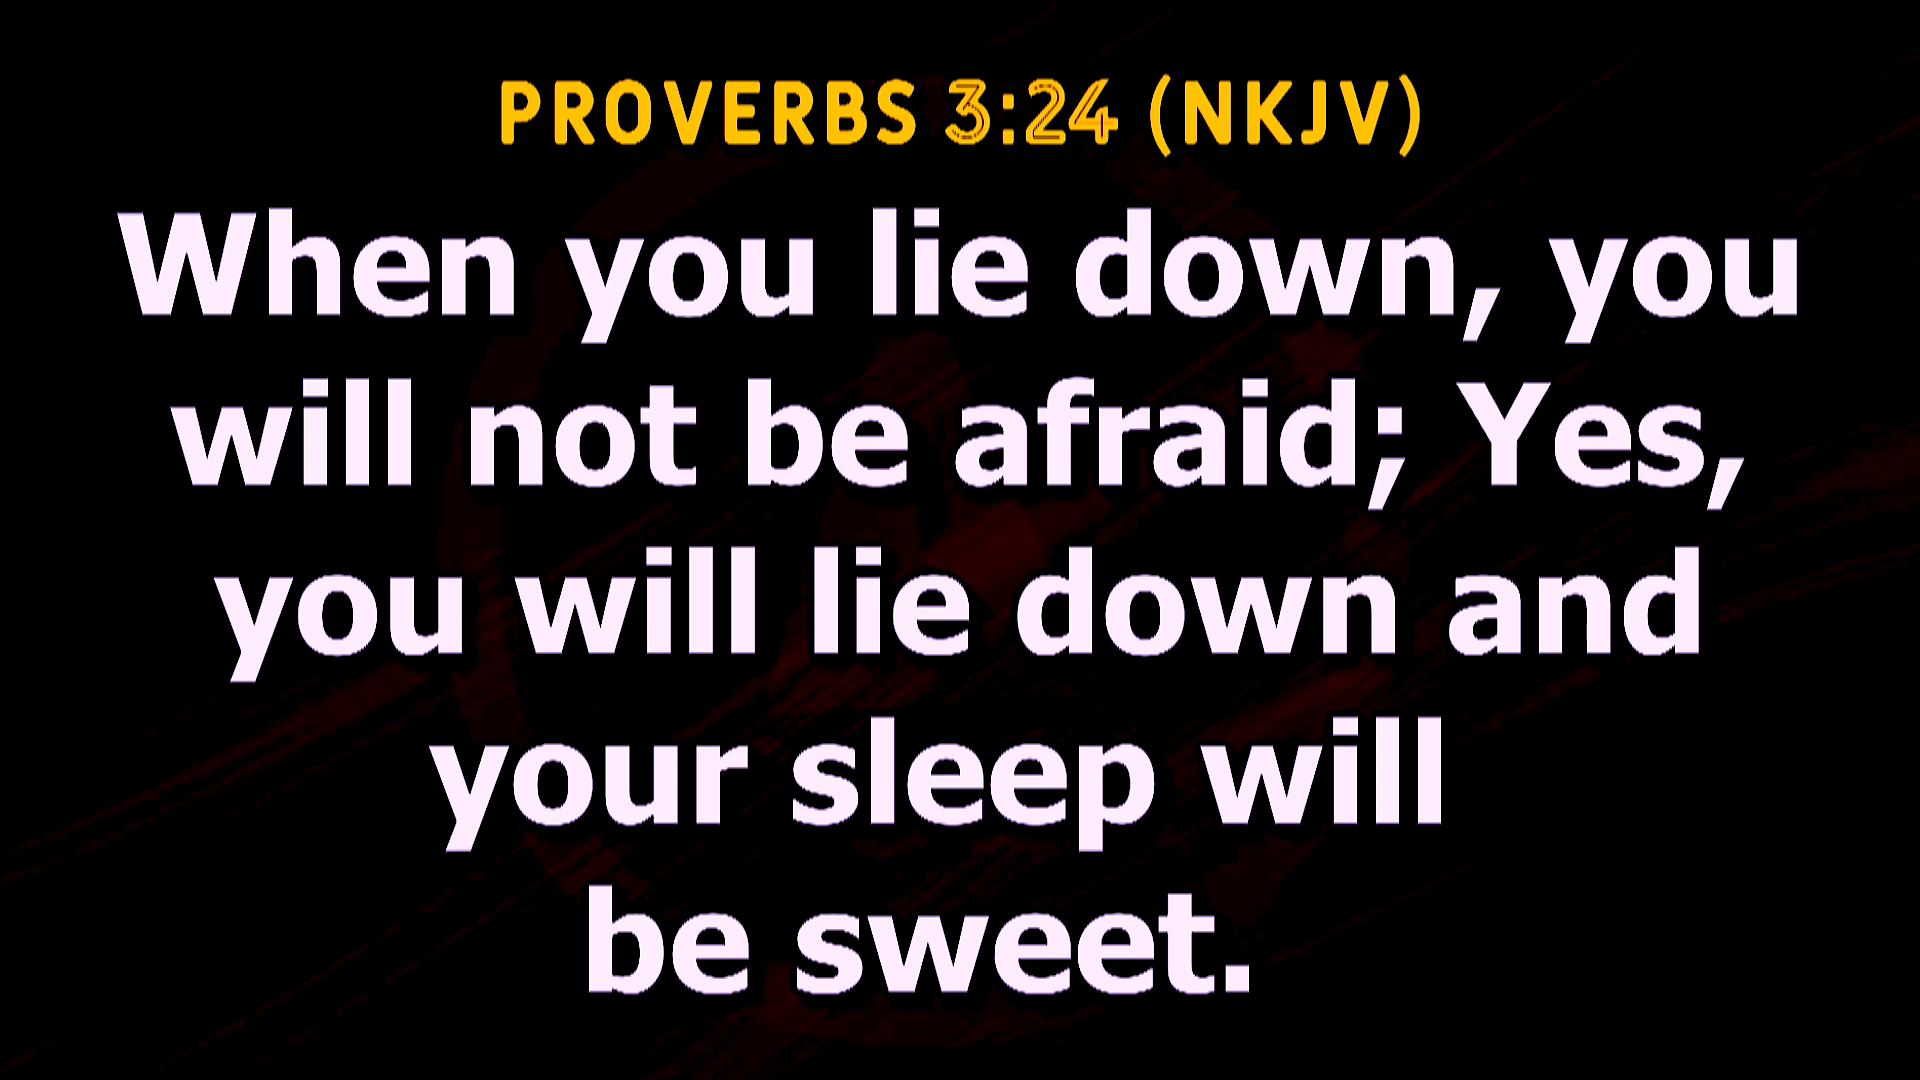 PROVERBS 3:24 (NKJV)
When you lie down, you
will not be afraid; Yes,
you will lie down and
your sleep will
be sweet.